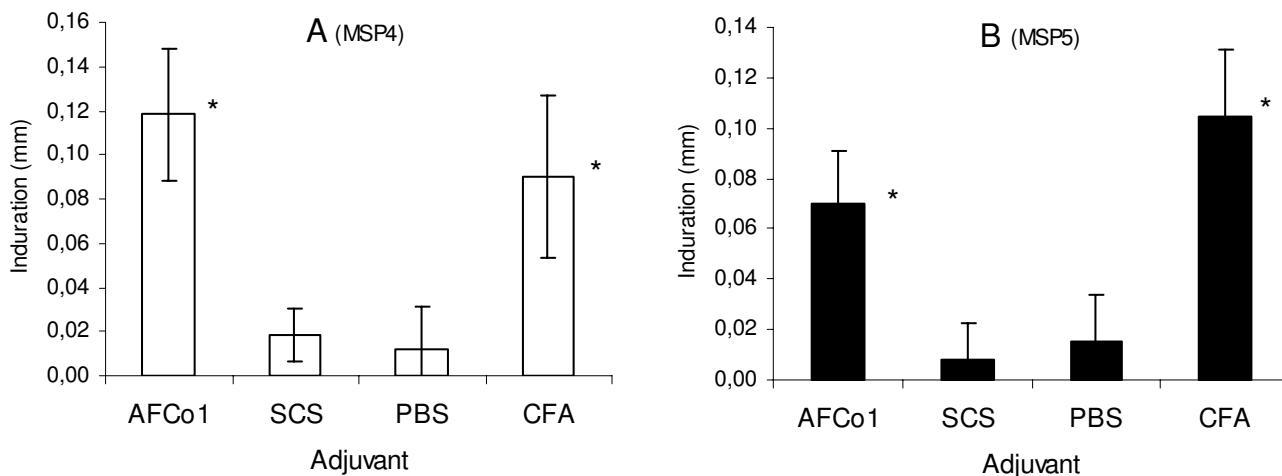 A (MSP4)
Induration (mm)
0,16
0,14
0,12
0,10
0,08
0,06
0,04
0,02
0,00
*
*
AFCo1 SCS PBS CFA
Adjuvant
B (MSP5)
Induration (mm)
0,14
0,12
0,10
0,08
0,06
0,04
0,02
0,00
*
*
AFCo1 SCS PBS CFA
Adjuvant